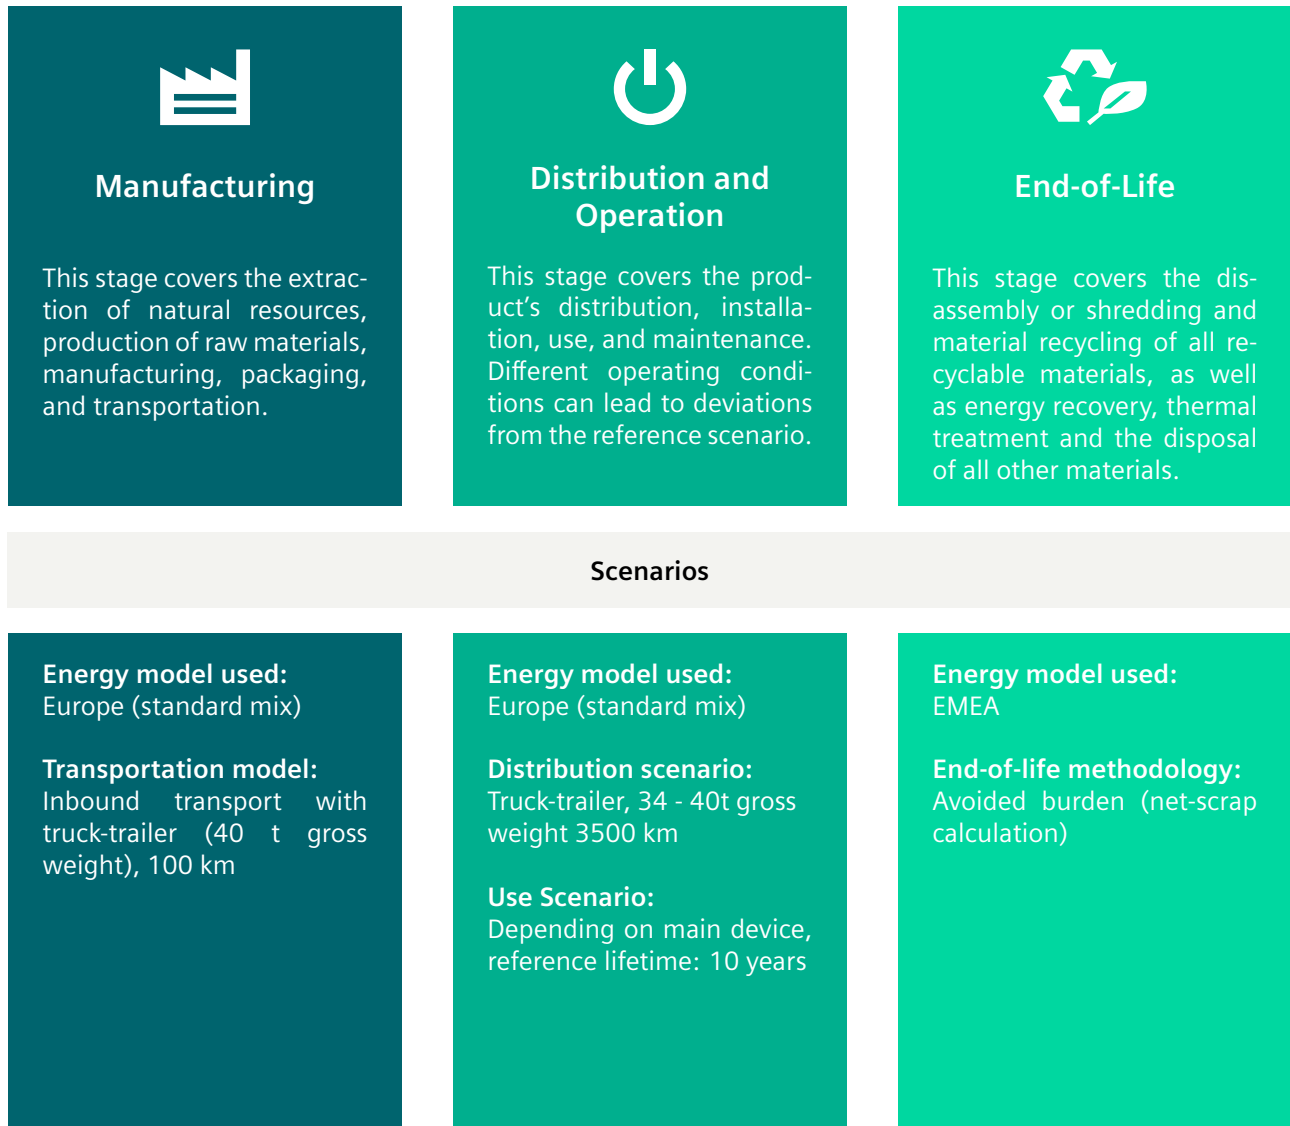 Manufacturing
This stage covers the extrac-
tion of natural resources,
production of raw materials,
manufacturing, packaging,
and transportation.
Distribution and
Operation
This stage covers the prod-
uct's distribution, installa-
tion, use, and maintenance.
Different operating condi-
tions can lead to deviations
from the reference scenario.
End-of-Life
This stage covers the dis-
assembly or shredding and
material recycling of all re-
cyclable materials, as well
as energy recovery, thermal
treatment and the disposal
of all other materials.
Scenarios
Energy model used:
Europe (standard mix)
Transportation model:
Inbound transport with
truck-trailer (40 t gross
weight), 100 km
Energy model used:
Europe (standard mix)
Distribution scenario:
Truck-trailer, 34 - 40t gross
weight 3500 km
Use Scenario:
Depending on main device,
reference lifetime: 10 years
Energy model used:
EMEA
End-of-life methodology:
Avoided burden (net-scrap
calculation)